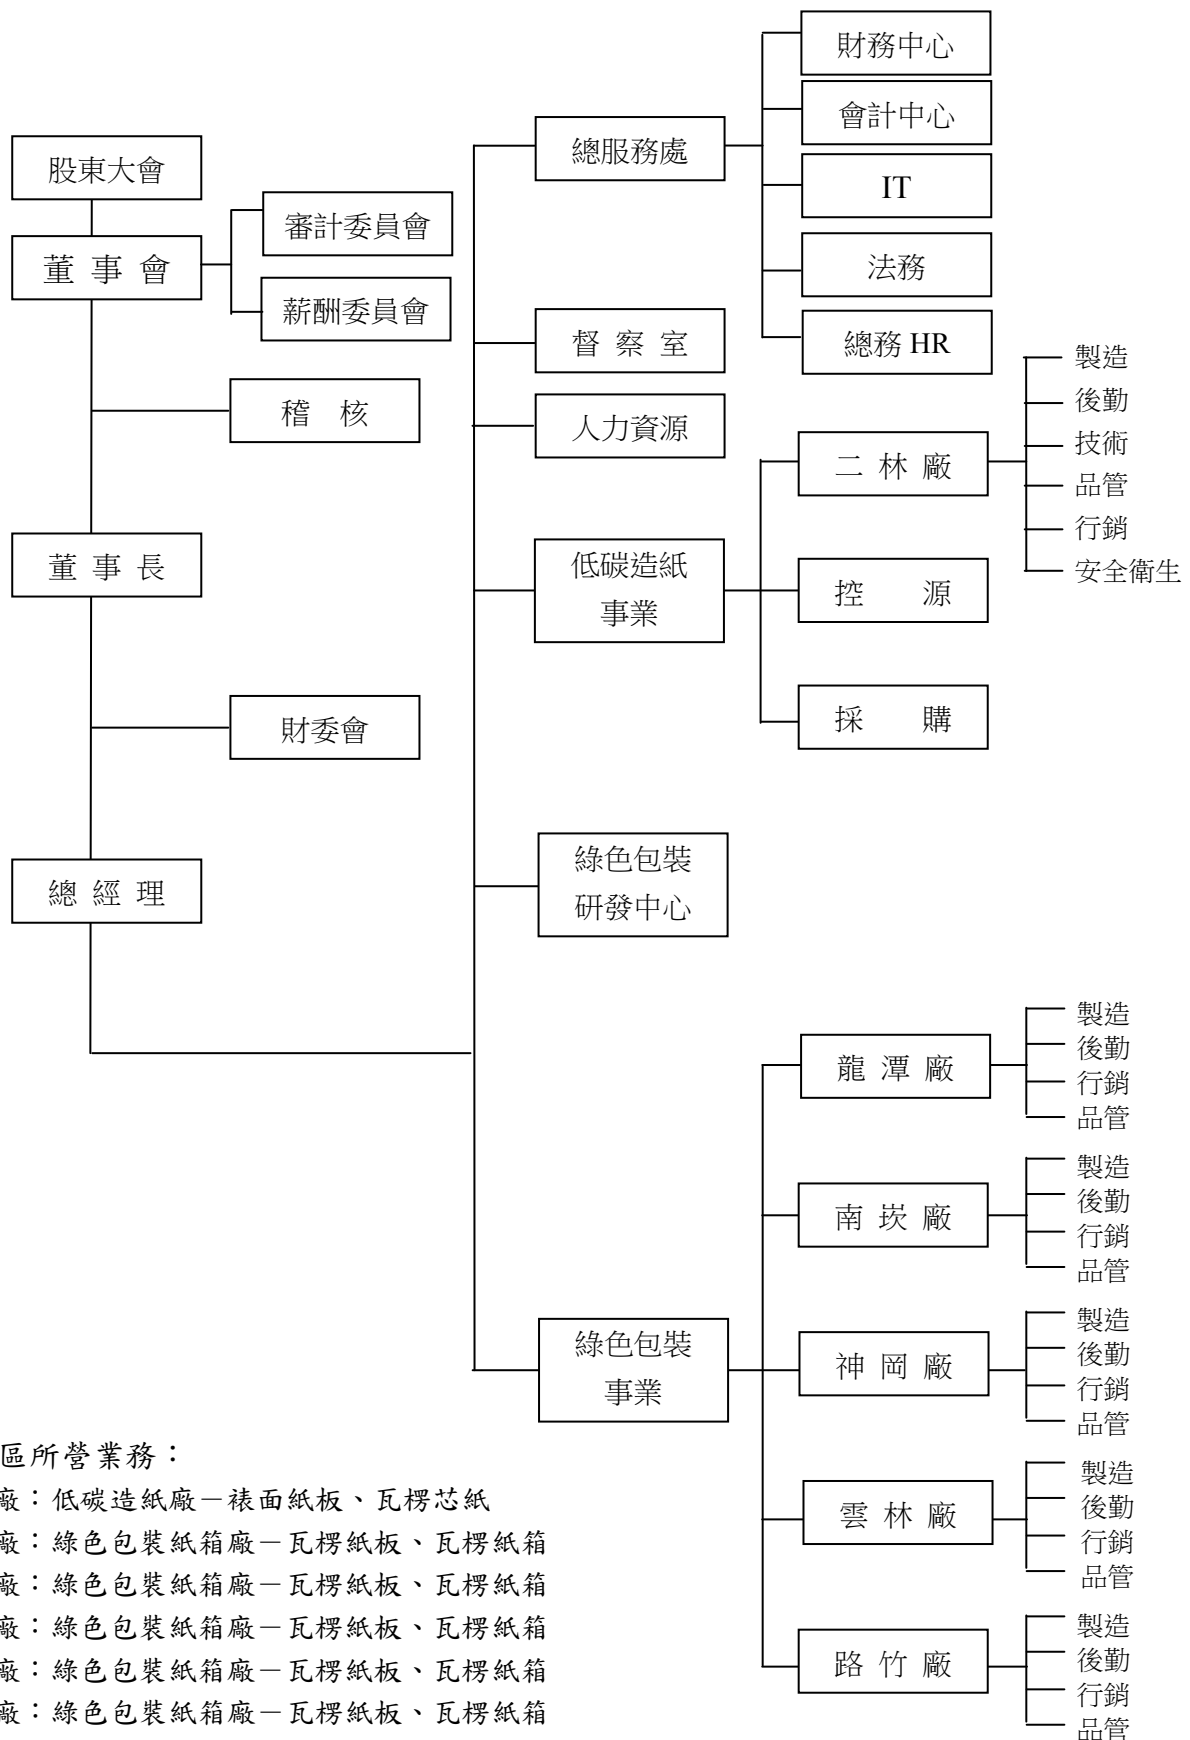 股東大會
董事會
審計委員會
薪酬委員會
稽核
董事長
財委會
總經理
總服務處
財務中心
會計中心
IT
法務
總務 HR
督察室
人力資源
低碳造紙
事業
二林廠
製造
後勤
技術
品管
行銷
安全衛生
控源
採購
綠色包裝
研發中心
綠色包裝
事業
龍潭廠
製造
後勤
行銷
品管
南崁廠
製造
後勤
行銷
品管
神岡廠
製造
後勤
行銷
品管
雲林廠
製造
後勤
行銷
品管
路竹廠
製造
後勤
行銷
品管
區所營業務：
廠：低碳造紙廠－裱面紙板、瓦楞芯紙
廠：綠色包裝紙箱廠－瓦楞紙板、瓦楞紙箱
廠：綠色包裝紙箱廠－瓦楞紙板、瓦楞紙箱
廠：綠色包裝紙箱廠－瓦楞紙板、瓦楞紙箱
廠：綠色包裝紙箱廠－瓦楞紙板、瓦楞紙箱
廠：綠色包裝紙箱廠－瓦楞紙板、瓦楞紙箱